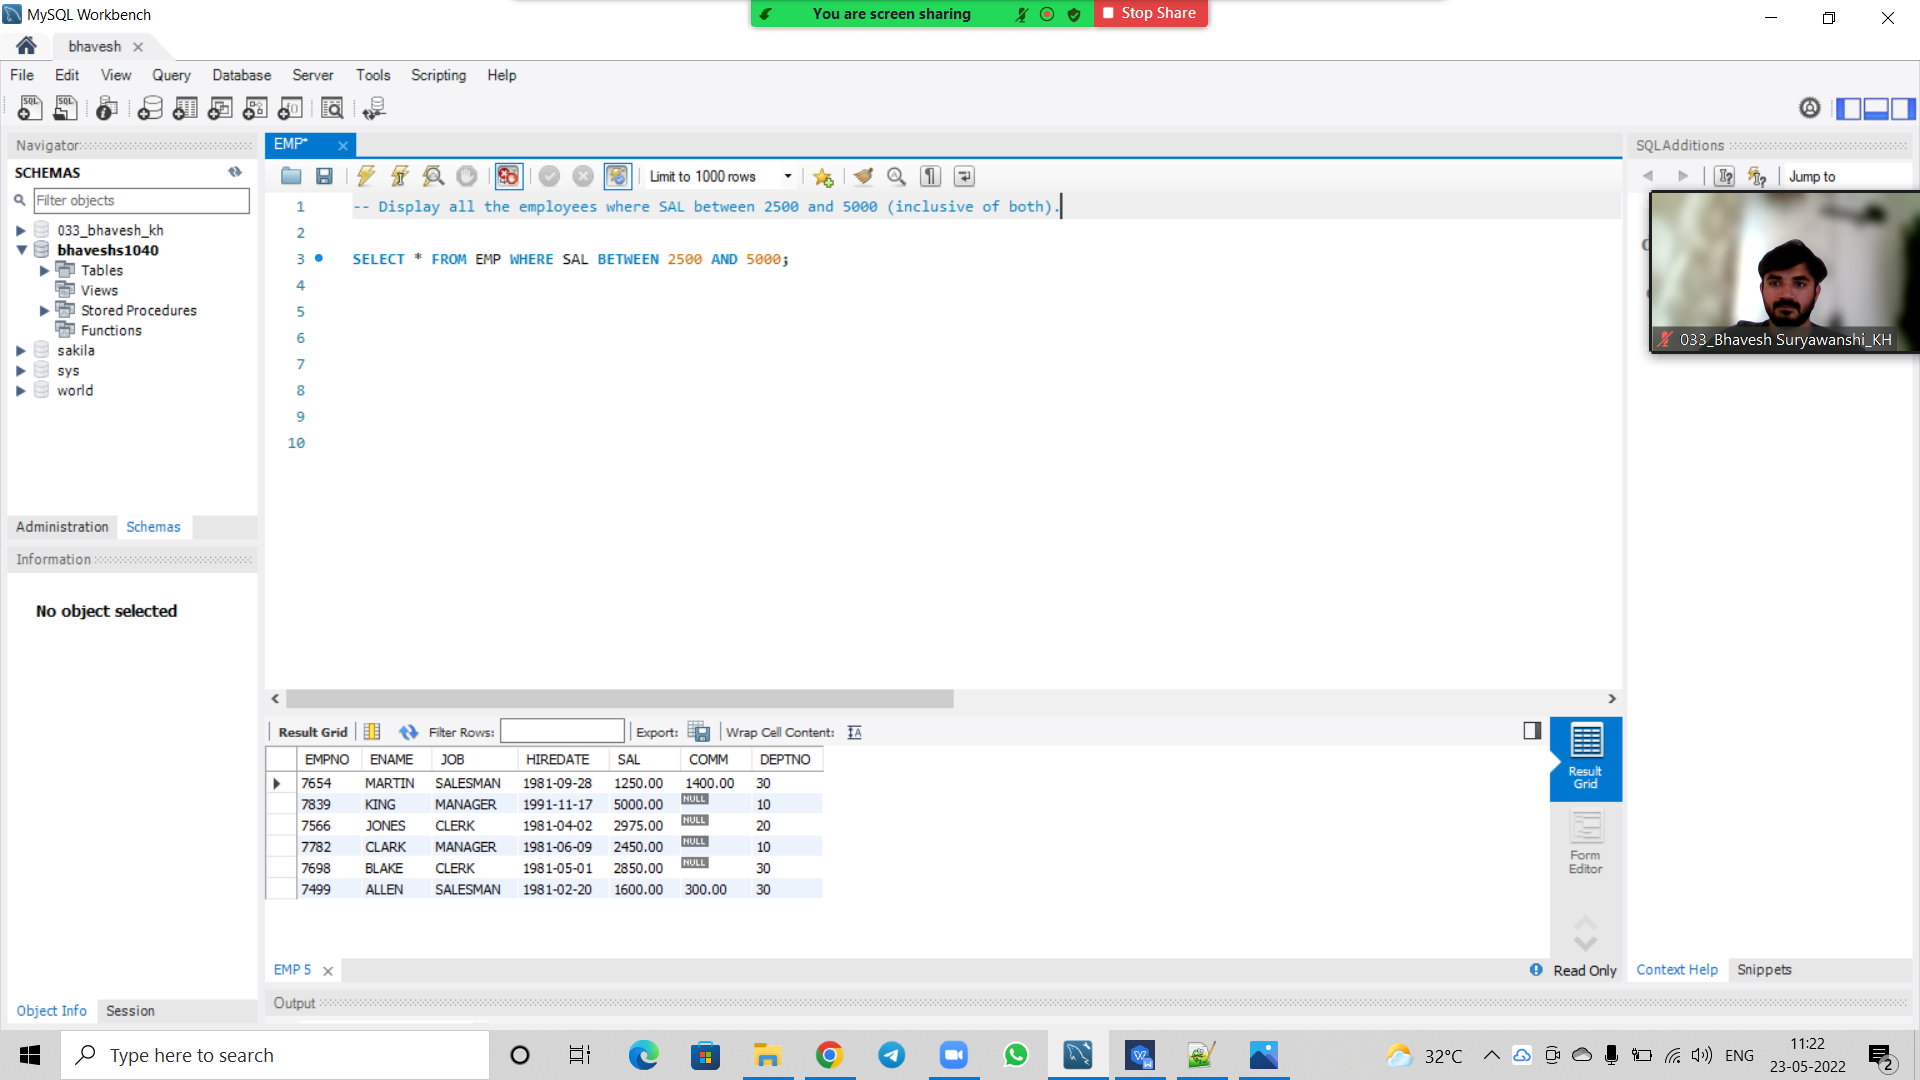 MySQL Workbench
You are screen sharing
Stop Share
bhavesh
File Edit View Query Database Server Tools Scripting Help
Navigator
SCHEMAS
Filter objects
033_bhavesh_kh
bhaveshs1040
Tables
Views
Stored Procedures
Functions
sakila
sys
world
Administration Schemas
Information
No object selected
Object Info Session
EMP*
Limit to 1000 rows
1 -- Display all the employees where SAL between 2500 and 5000 (inclusive of both).
2
3 SELECT * FROM EMP WHERE SAL BETWEEN 2500 AND 5000;
4
5
6
7
8
9
10
Result Grid Filter Rows: Export: Wrap Cell Content:
EMPNO ENAME JOB HIREDATE SAL COMM DEPTNO
7654 MARTIN SALESMAN 1981-09-28 1250.00 1400.00 30
7839 KING MANAGER 1991-11-17 5000.00 NULL 10
7566 JONES CLERK 1981-04-02 2975.00 NULL 20
7782 CLARK MANAGER 1981-06-09 2450.00 NULL 10
7698 BLAKE CLERK 1981-05-01 2850.00 NULL 30
7499 ALLEN SALESMAN 1981-02-20 1600.00 300.00 30
Result Grid
Form Editor
EMP 5
Read Only
Output
SQLAdditions
Jump to
033_Bhavesh Suryawanshi_KH
Context Help Snippets
Type here to search
32°C
ENG
11:22
23-05-2022
2